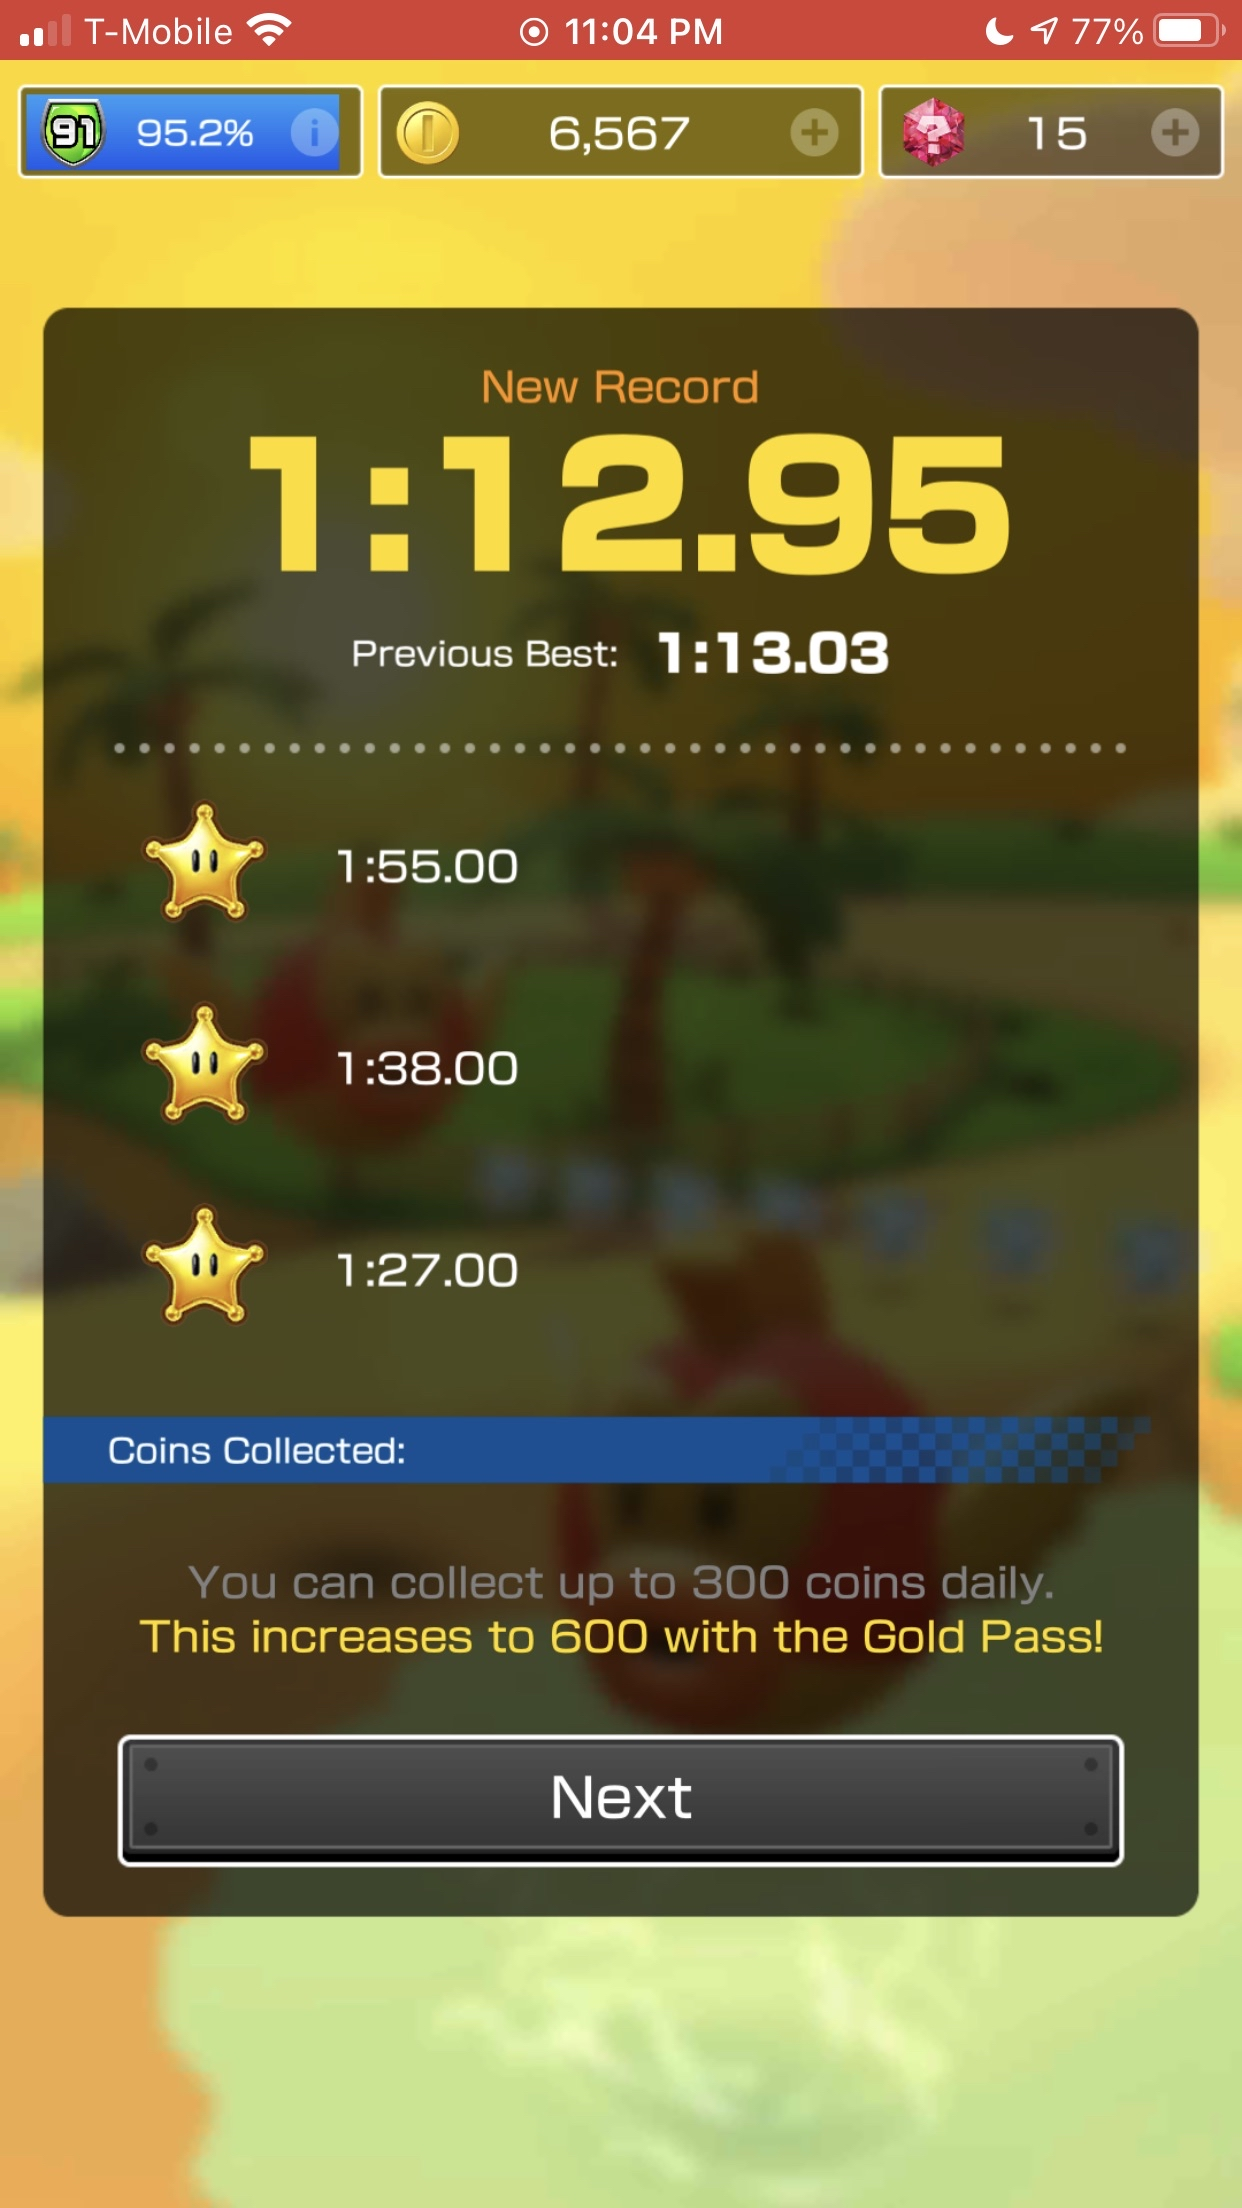 T-Mobile 11:04 PM 77%
91 95.2% i 6,567 + ? 15 +
New Record
1:12.95
Previous Best: 1:13.03
1:55.00
1:38.00
1:27.00
Coins Collected:
You can collect up to 300 coins daily.
This increases to 600 with the Gold Pass!
Next